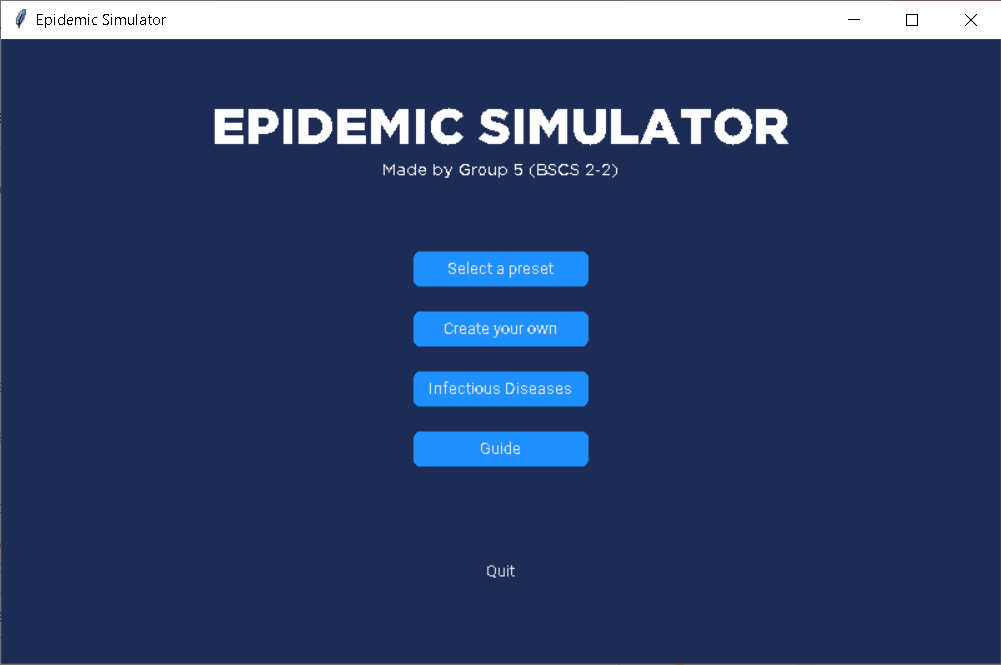 Epidemic Simulator
EPIDEMIC SIMULATOR
Made by Group 5 (BSCS 2-2)
Select a preset
Create your own
Infectious Diseases
Guide
Quit